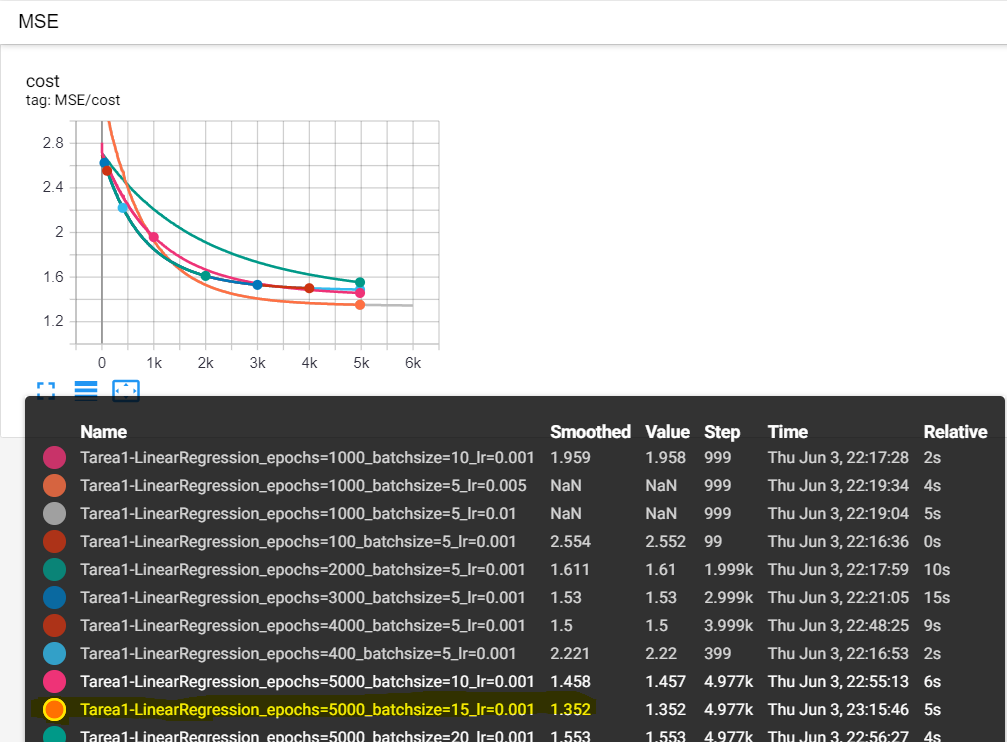 MSE
cost
tag: MSE/cost
2.8
2.4
2
1.6
1.2
0 1k 2k 3k 4k 5k 6k
Name Smoothed Value Step Time Relative
Tarea1-LinearRegression_epochs=1000_batchsize=10_lr=0.001 1.959 1.958 999 Thu Jun 3, 22:17:28 2s
Tarea1-LinearRegression_epochs=1000_batchsize=5_lr=0.005 NaN NaN 999 Thu Jun 3, 22:19:34 4s
Tarea1-LinearRegression_epochs=1000_batchsize=5_lr=0.01 NaN NaN 999 Thu Jun 3, 22:19:04 5s
Tarea1-LinearRegression_epochs=100_batchsize=5_lr=0.001 2.554 2.552 99 Thu Jun 3, 22:16:36 0s
Tarea1-LinearRegression_epochs=2000_batchsize=5_lr=0.001 1.611 1.61 1.999k Thu Jun 3, 22:17:59 10s
Tarea1-LinearRegression_epochs=3000_batchsize=5_lr=0.001 1.53 1.53 2.999k Thu Jun 3, 22:21:05 15s
Tarea1-LinearRegression_epochs=4000_batchsize=5_lr=0.001 1.5 1.5 3.999k Thu Jun 3, 22:48:25 9s
Tarea1-LinearRegression_epochs=400_batchsize=5_lr=0.001 2.221 2.22 399 Thu Jun 3, 22:16:53 2s
Tarea1-LinearRegression_epochs=5000_batchsize=10_lr=0.001 1.458 1.457 4.977k Thu Jun 3, 22:55:13 6s
Tarea1-LinearRegression_epochs=5000_batchsize=15_lr=0.001 1.352 1.352 4.977k Thu Jun 3, 23:15:46 5s
Tarea1-LinearRegression_epochs=5000_batchsize=20_lr=0.001 1.553 1.553 4.977k Thu Jun 3, 22:56:27 4s